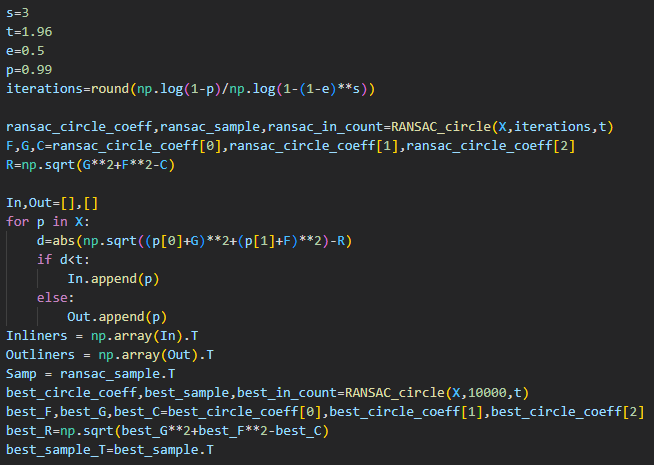 s=3
t=1.96
e=0.5
p=0.99
iterations=round(np.log(1-p)/np.log(1-(1-e)**s))
ransac_circle_coeff,ransac_sample,ransac_in_count=RANSAC_circle(X,iterations,t)
F,G,C=ransac_circle_coeff[0],ransac_circle_coeff[1],ransac_circle_coeff[2]
R=np.sqrt(G**2+F**2-C)
In,Out=[],[]
for p in X:
    d=abs(np.sqrt((p[0]+G)**2+(p[1]+F)**2)-R)
    if d<t:
        In.append(p)
    else:
        Out.append(p)
Inliners = np.array(In).T
Outliners = np.array(Out).T
Samp = ransac_sample.T
best_circle_coeff,best_sample,best_in_count=RANSAC_circle(X,10000,t)
best_F,best_G,best_C=best_circle_coeff[0],best_circle_coeff[1],best_circle_coeff[2]
best_R=np.sqrt(best_G**2+best_F**2-best_C)
best_sample_T=best_sample.T